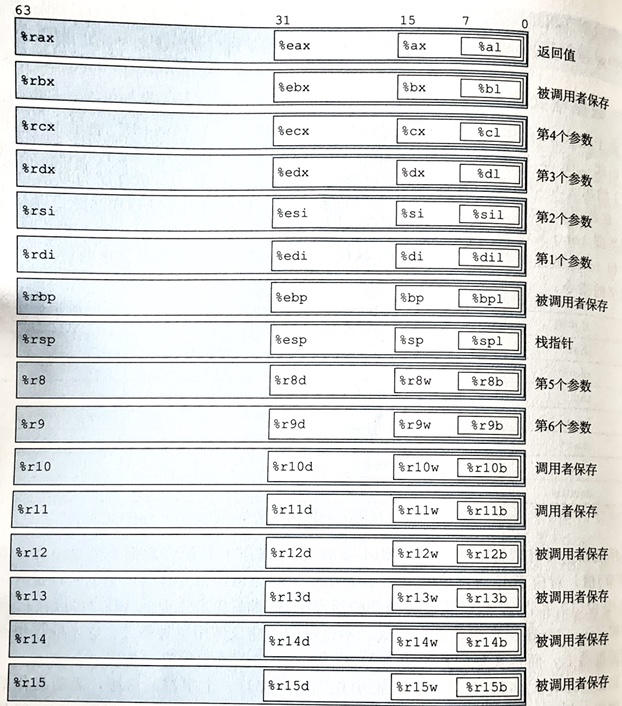 63 31 15 7 0
%rax %eax %ax %al 返回值
%rbx %ebx %bx %bl 被调用者保存
%rcx %ecx %cx %cl 第4个参数
%rdx %edx %dx %dl 第3个参数
%rsi %esi %si %sil 第2个参数
%rdi %edi %di %dil 第1个参数
%rbp %ebp %bp %bpl 被调用者保存
%rsp %esp %sp %spl 栈指针
%r8 %r8d %r8w %r8b 第5个参数
%r9 %r9d %r9w %r9b 第6个参数
%r10 %r10d %r10w %r10b 调用者保存
%r11 %r11d %r11w %r11b 调用者保存
%r12 %r12d %r12w %r12b 被调用者保存
%r13 %r13d %r13w %r13b 被调用者保存
%r14 %r14d %r14w %r14b 被调用者保存
%r15 %r15d %r15w %r15b 被调用者保存